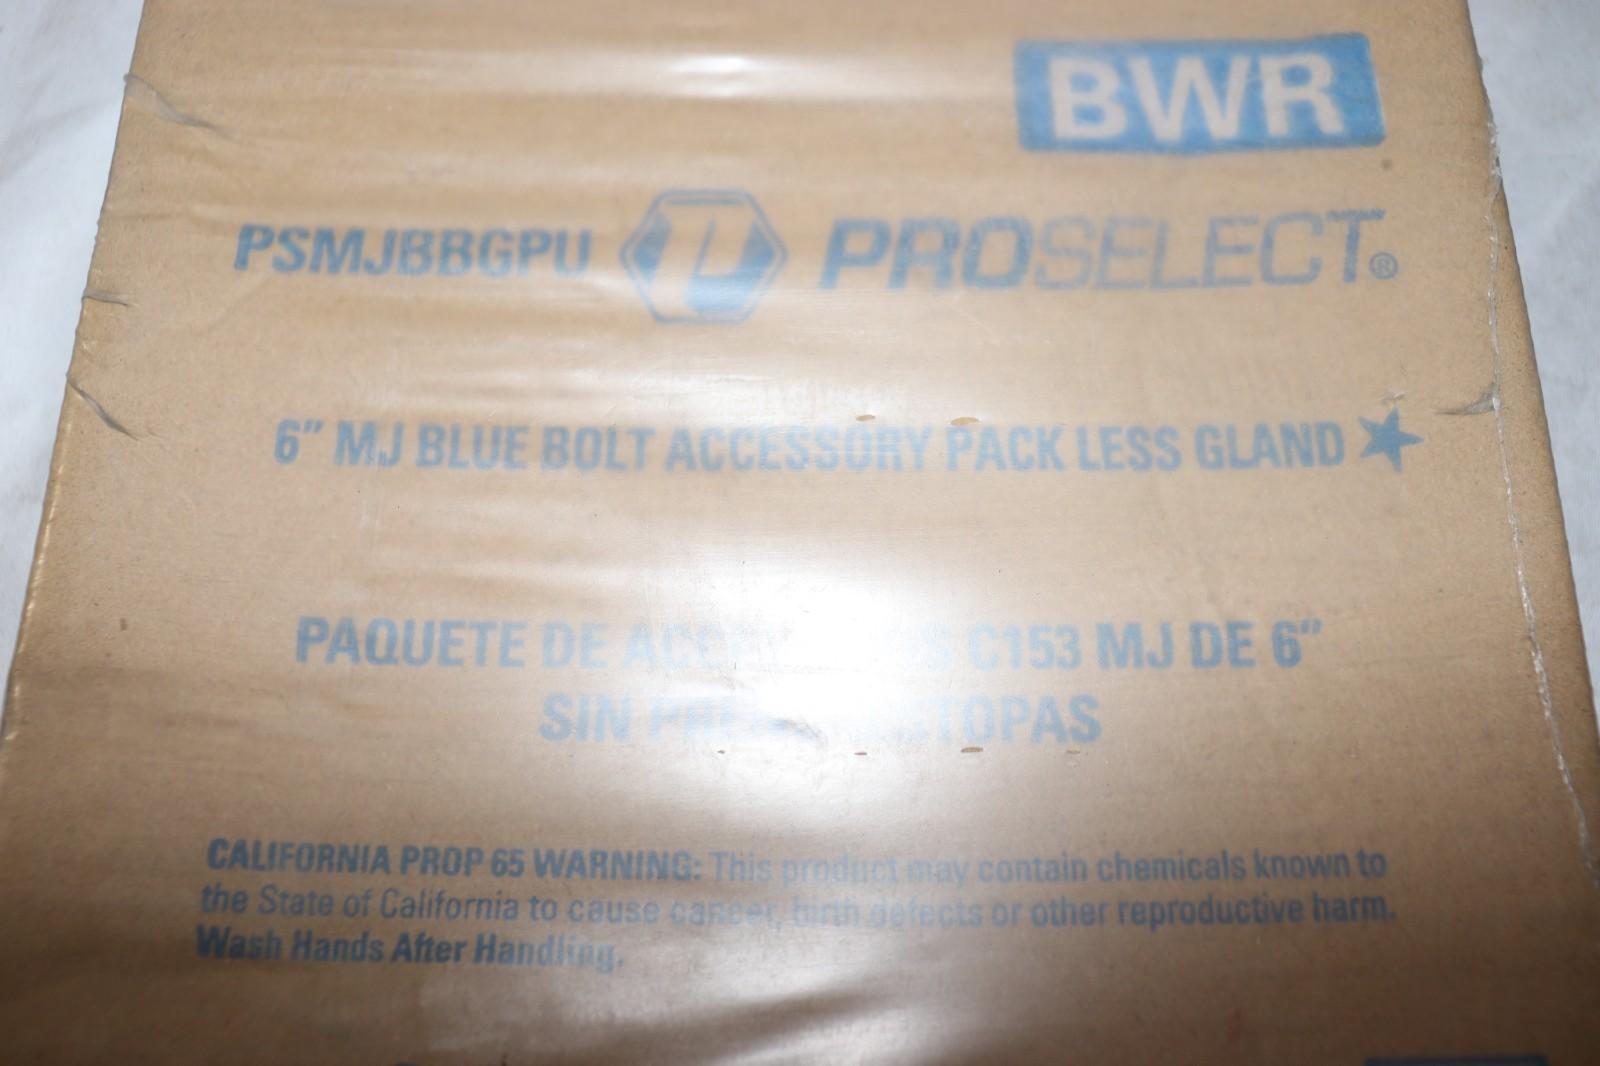 BWR
PSMJBBGPU PROSELECT®
6" MJ BLUE BOLT ACCESSORY PACK LESS GLAND
PAQUETE DE C153 MJ DE 6"
SIN
CALIFORNIA PROP 65 WARNING: This product may contain chemicals known to
the State of California to cause cancer, birth defects or other reproductive harm.
Wash Hands After Handling.